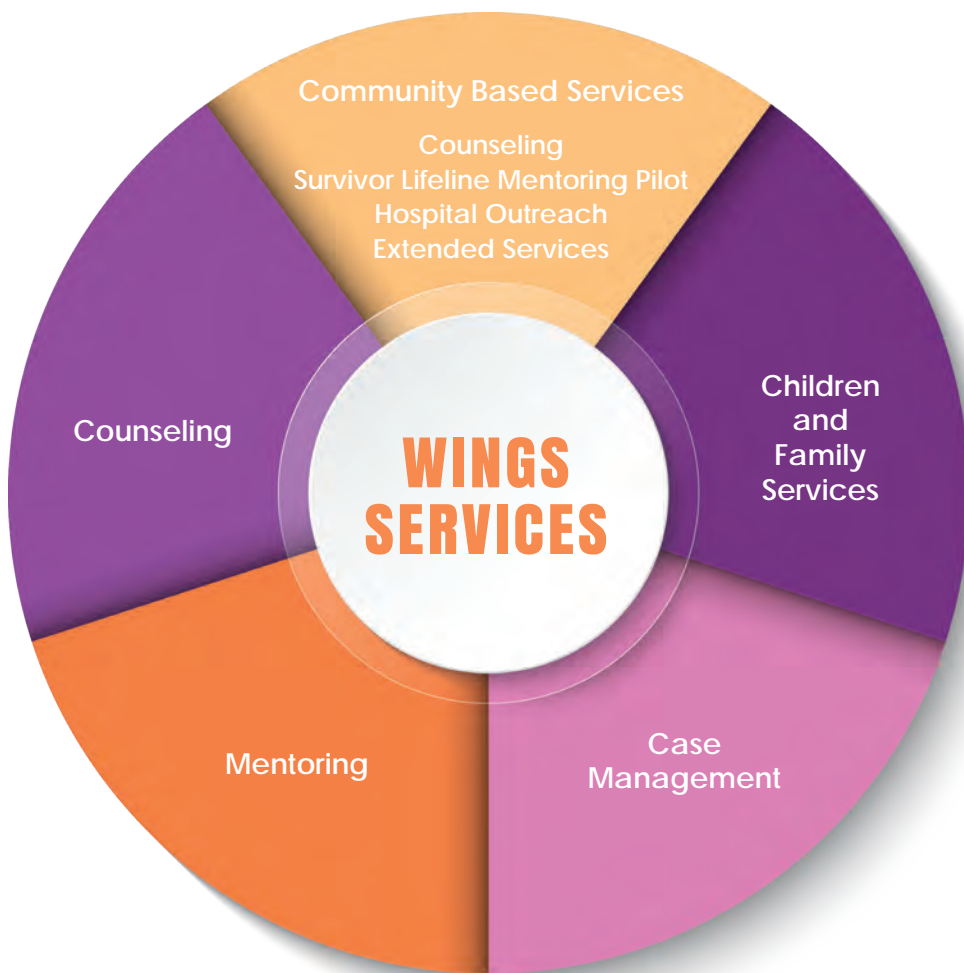 Community Based Services
Counseling
Survivor Lifeline Mentoring Pilot
Hospital Outreach
Extended Services
Children
and
Family
Services
Case
Management
Mentoring
Counseling
WINGS
SERVICES